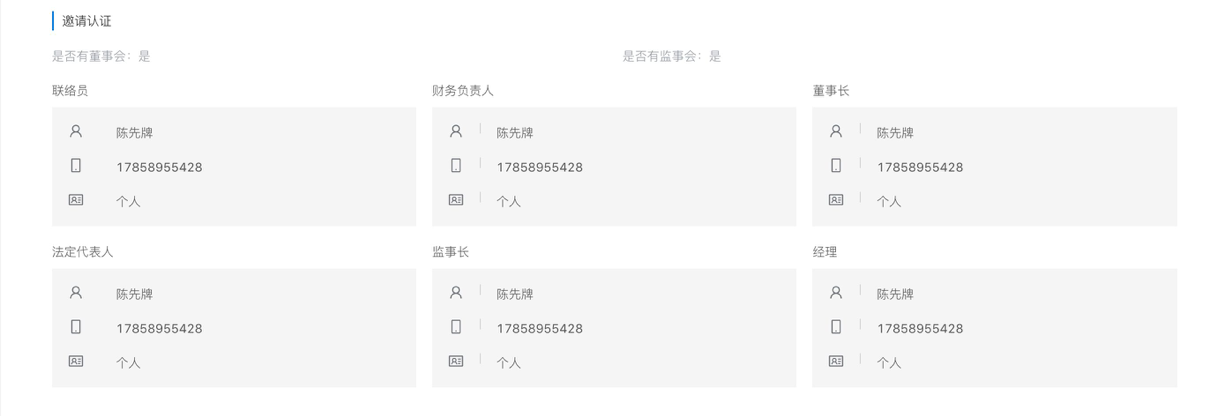 邀请认证
是否有董事会：是
是否有监事会：是
联络员
财务负责人
董事长
陈先牌
陈先牌
陈先牌
17858955428
17858955428
17858955428
个人
个人
个人
法定代表人
监事长
经理
陈先牌
陈先牌
陈先牌
17858955428
17858955428
17858955428
个人
个人
个人